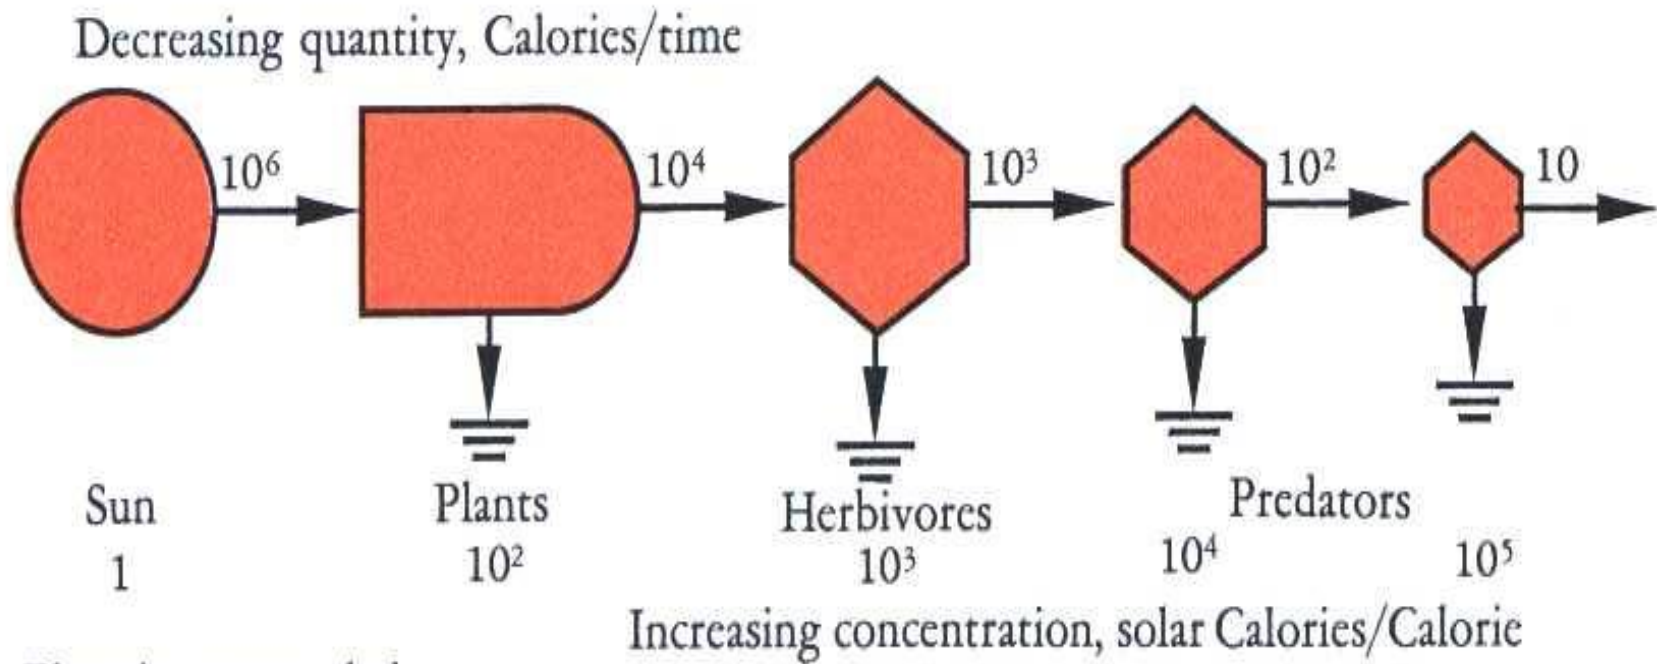 Decreasing quantity, Calories/time
10⁶ 10⁴ 10³ 10² 10
Sun Plants Herbivores Predators
1 10² 10³ 10⁴ 10⁵
Increasing concentration, solar Calories/Calorie